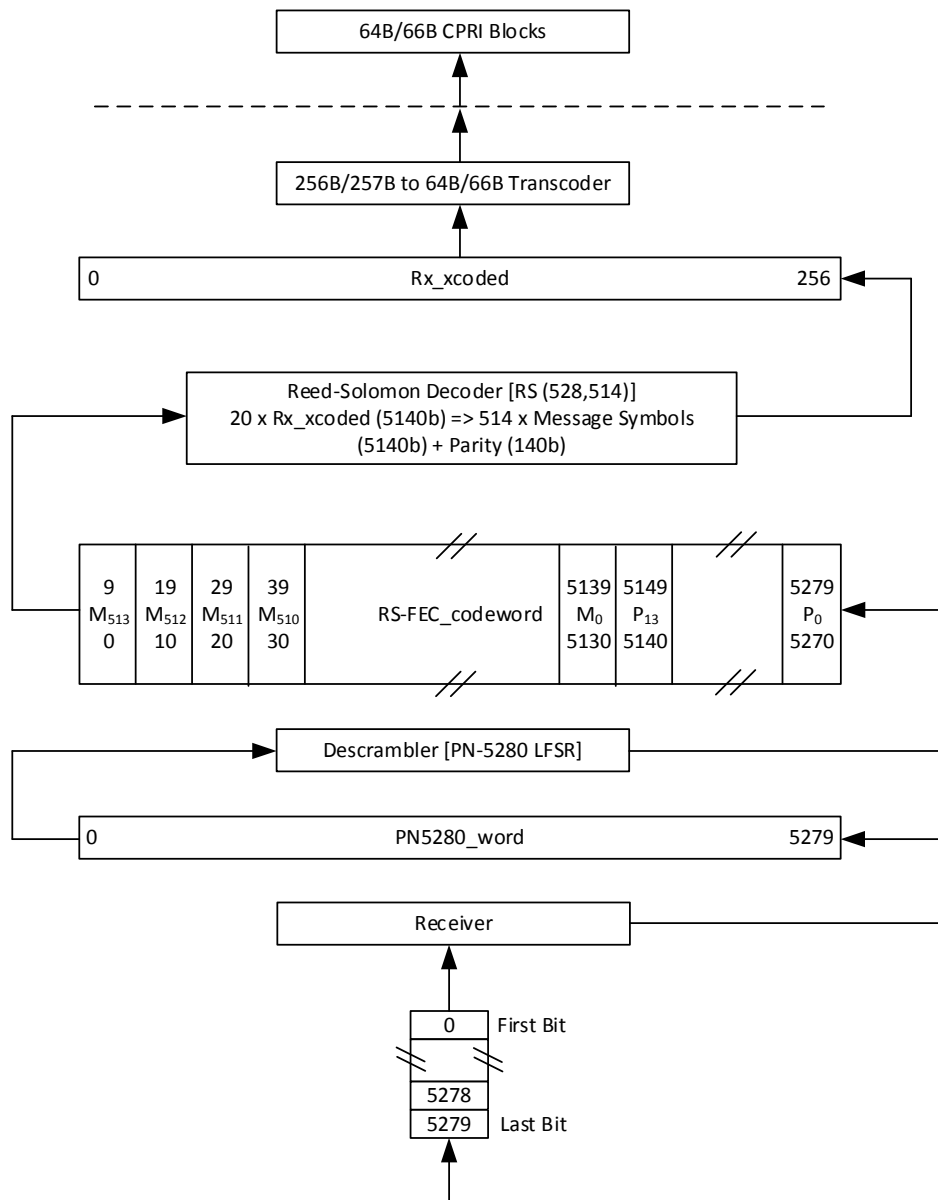 64B/66B CPRI Blocks
256B/257B to 64B/66B Transcoder
0 Rx_xcoded 256
Reed-Solomon Decoder [RS (528,514)]
20 x Rx_xcoded (5140b) => 514 x Message Symbols
(5140b) + Parity (140b)
9 19 29 39 5139 5149 5279
M₅₁₃ M₅₁₂ M₅₁₁ M₅₁₀ RS-FEC_codeword M₀ P₁₃ P₀
0 10 20 30 5130 5140 5270
Descrambler [PN-5280 LFSR]
0 PN5280_word 5279
Receiver
0 First Bit
5278
5279 Last Bit